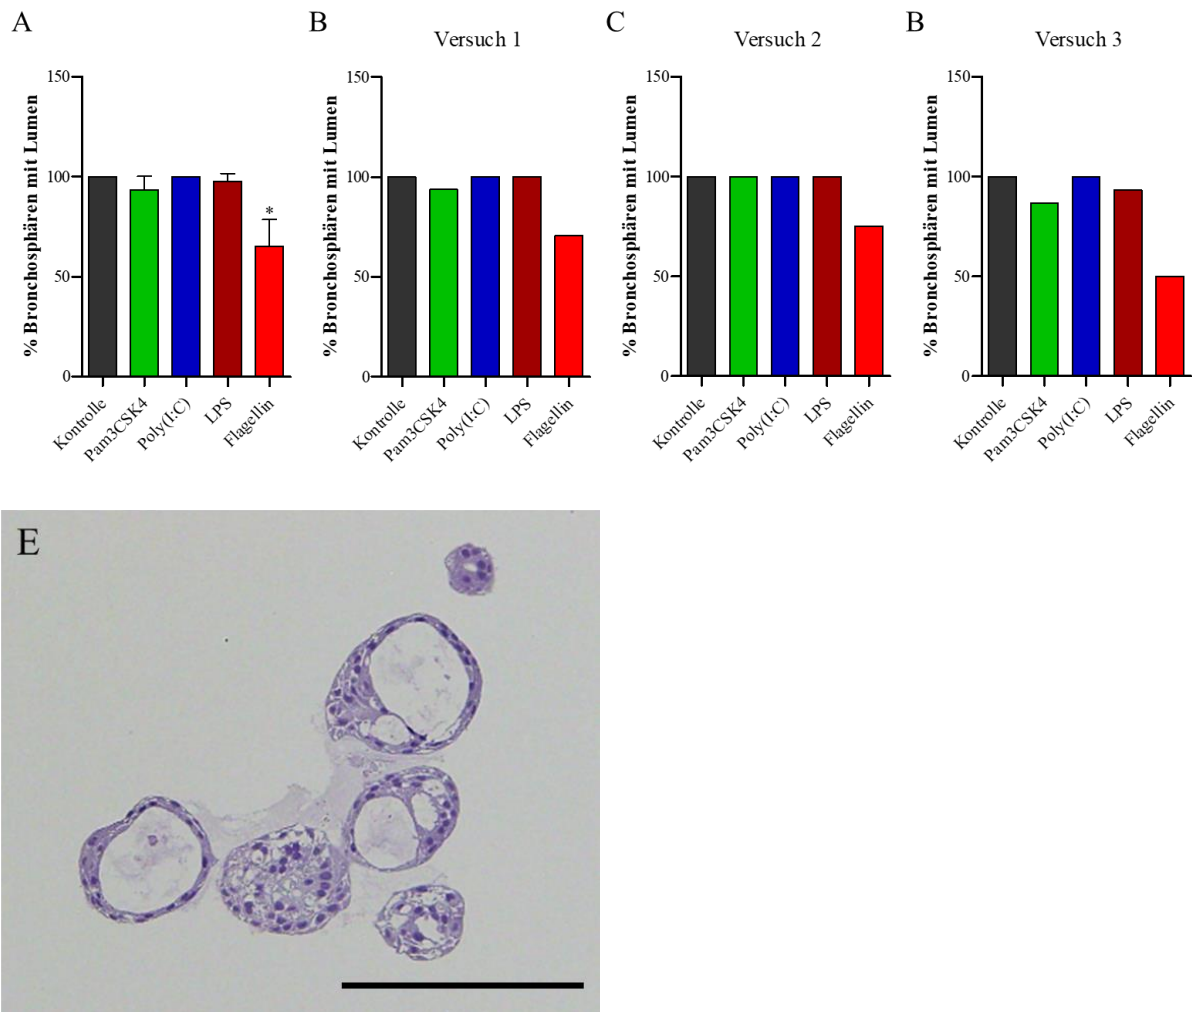 A
% Bronchosphären mit Lumen
150
100
50
0
*
Kontrolle
Pam3CSK4
Poly(I:C)
LPS
Flagellin
B
Versuch 1
% Bronchosphären mit Lumen
150
100
50
0
Kontrolle
Pam3CSK4
Poly(I:C)
LPS
Flagellin
C
Versuch 2
% Bronchosphären mit Lumen
150
100
50
0
Kontrolle
Pam3CSK4
Poly(I:C)
LPS
Flagellin
B
Versuch 3
% Bronchosphären mit Lumen
150
100
50
0
Kontrolle
Pam3CSK4
Poly(I:C)
LPS
Flagellin
E